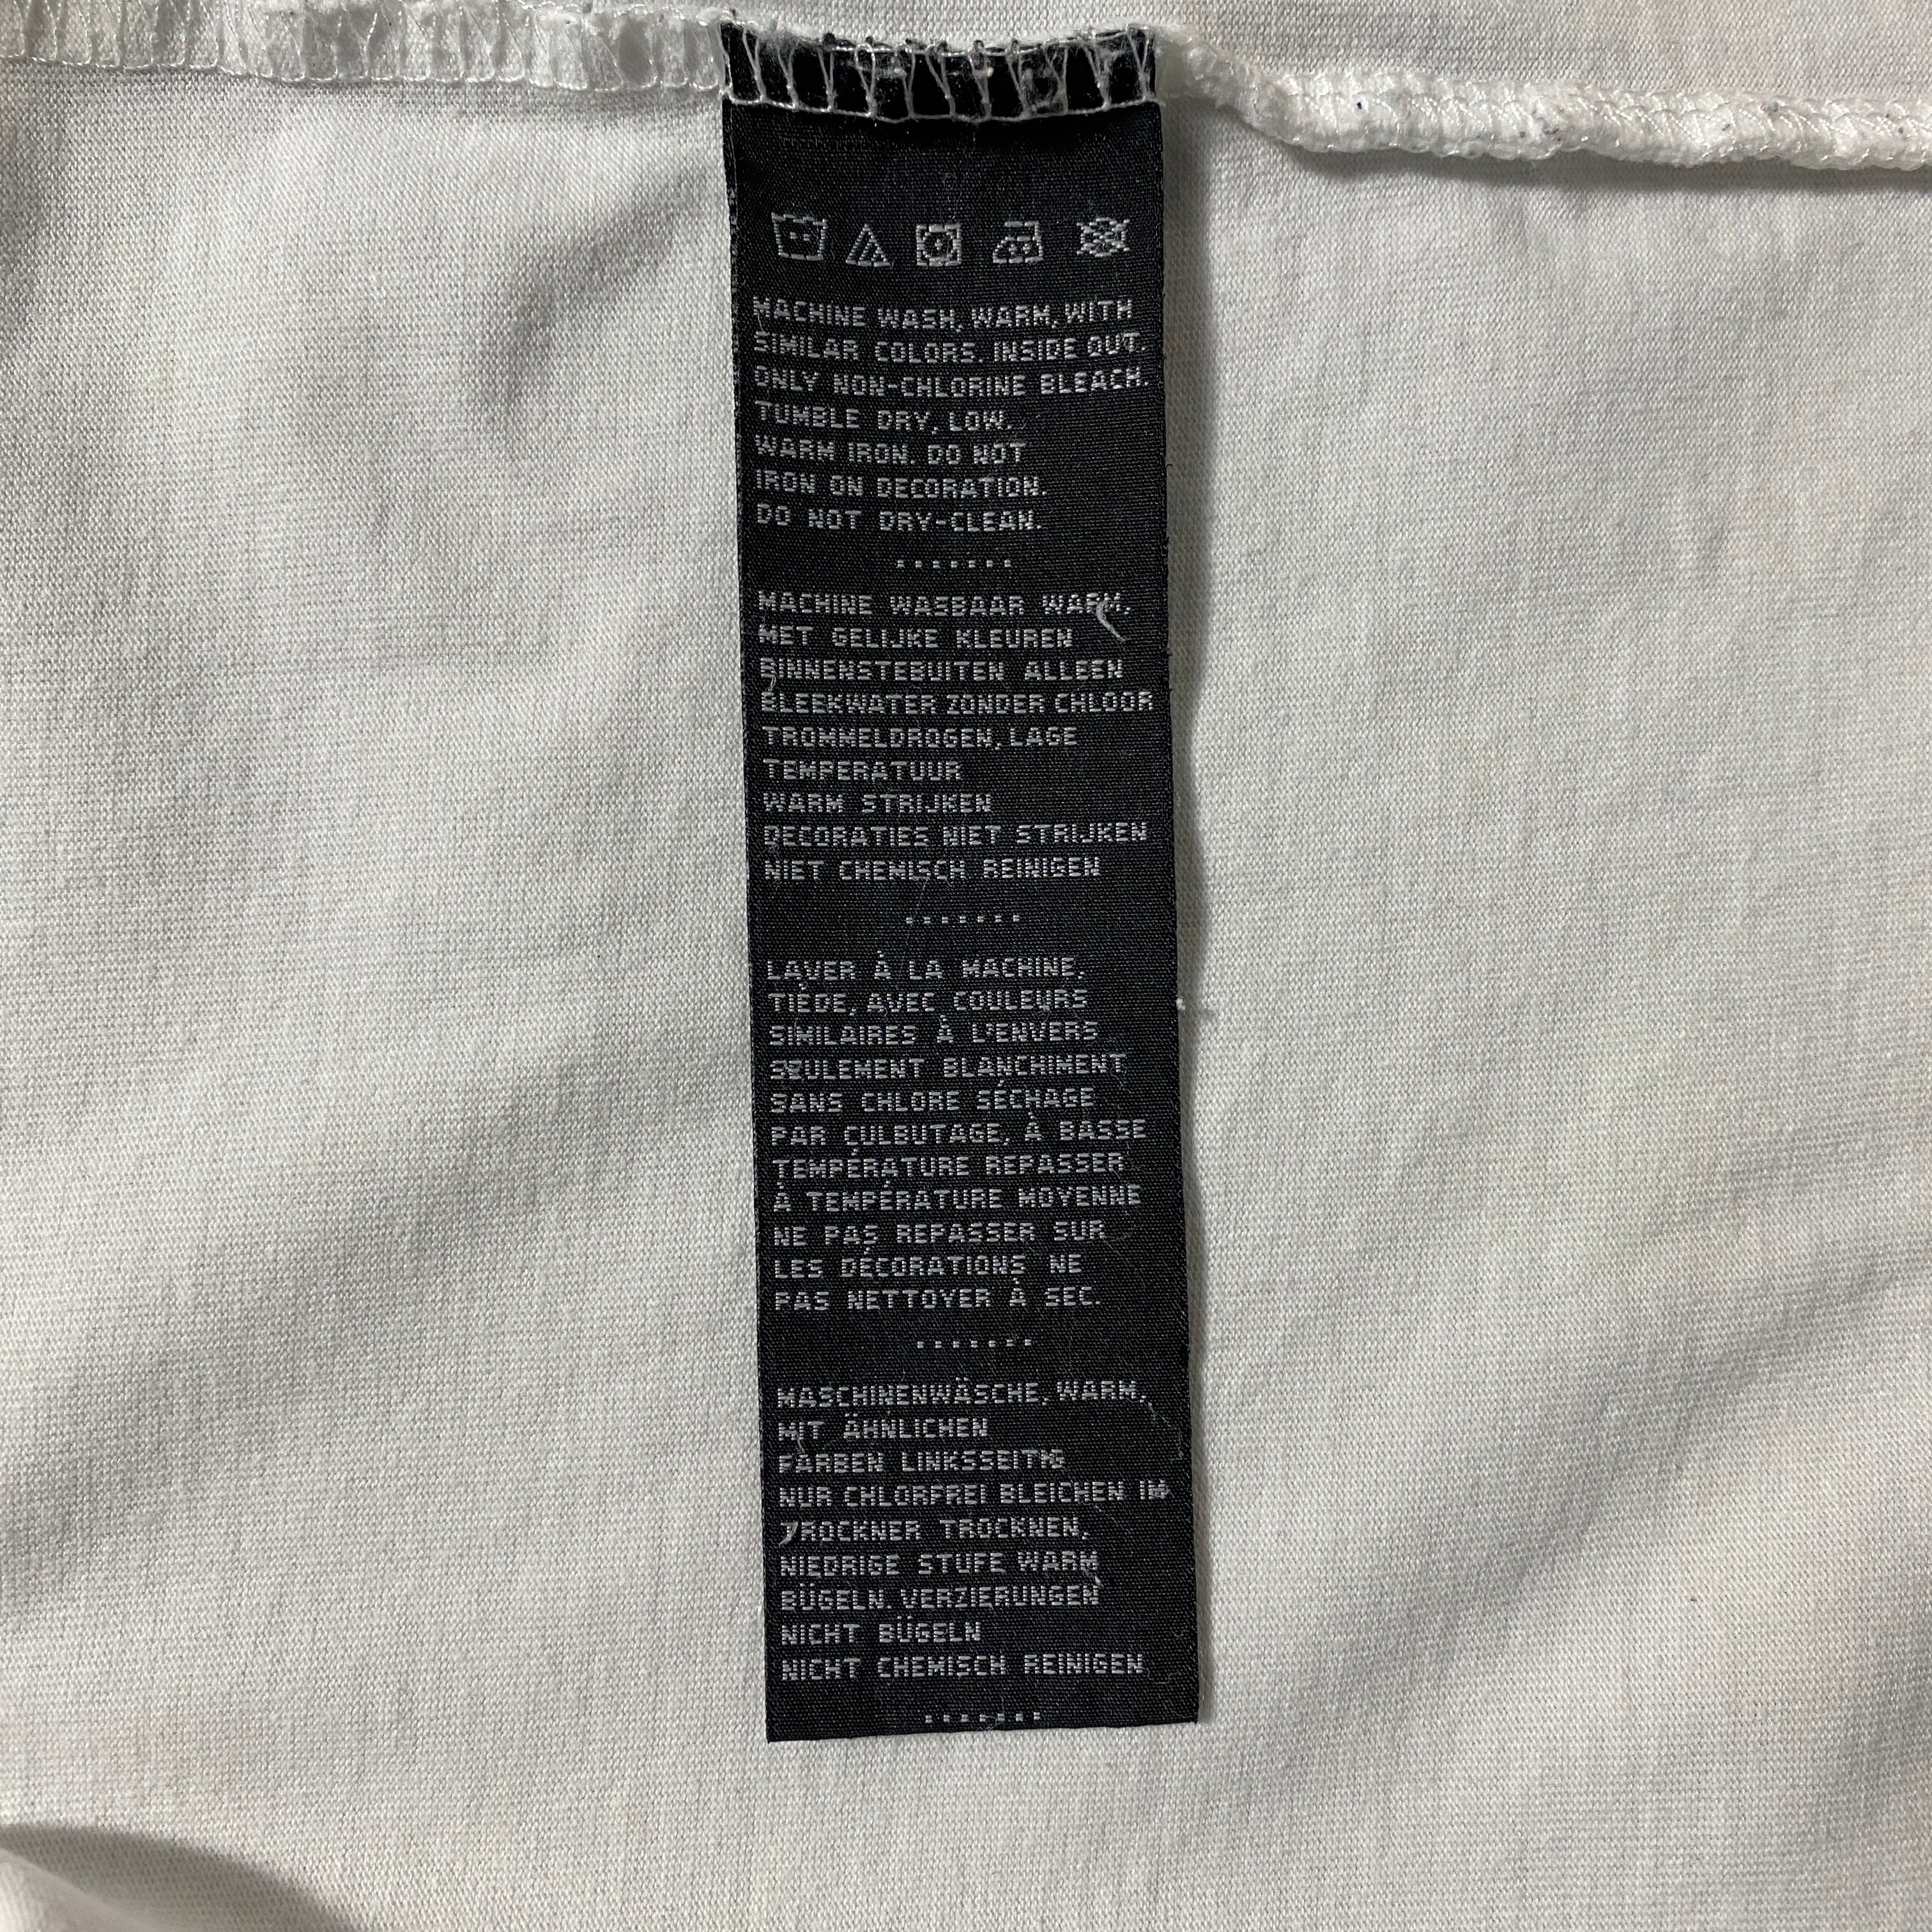 MACHINE WASH, WARM, WITH
SIMILAR COLORS, INSIDE OUT.
ONLY NON-CHLORINE BLEACH.
TUMBLE DRY, LOW.
WARM IRON. DO NOT
IRON ON DECORATION.
DO NOT DRY-CLEAN.
.......
MACHINE WASBAAR WARM,
MET GELIJKE KLEUREN
BINNENSTEBUITEN ALLEEN
BLEEKWATER ZONDER CHLOOR
TROMMELDROGEN, LAGE
TEMPERATUUR
WARM STRIJKEN
DECORATIES NIET STRIJKEN
NIET CHEMISCH REINIGEN
.......
LAVER À LA MACHINE,
TIÈDE, AVEC COULEURS
SIMILAIRES À L'ENVERS
SEULEMENT BLANCHIMENT
SANS CHLORE SÉCHAGE
PAR CULBUTAGE, À BASSE
TEMPÉRATURE REPASSER
À TEMPÉRATURE MOYENNE
NE PAS REPASSER SUR
LES DÉCORATIONS NE
PAS NETTOYER À SEC.
.......
MASCHINENWÄSCHE, WARM,
MIT ÄHNLICHEN
FARBEN LINKSSEITIG
NUR CHLORFREI BLEICHEN IM
TROCKNER TROCKNEN,
NIEDRIGE STUFE WARM
BÜGELN. VERZIERUNGEN
NICHT BÜGELN
NICHT CHEMISCH REINIGEN
.......